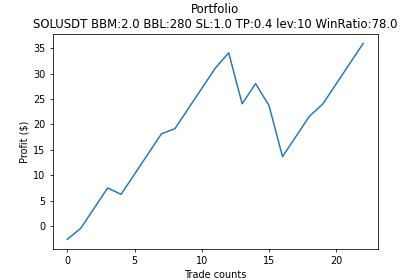 Portfolio
SOLUSDT BBM:2.0 BBL:280 SL:1.0 TP:0.4 lev:10 WinRatio:78.0
Profit ($)
35
30
25
20
15
10
5
0
0 5 10 15 20
Trade counts